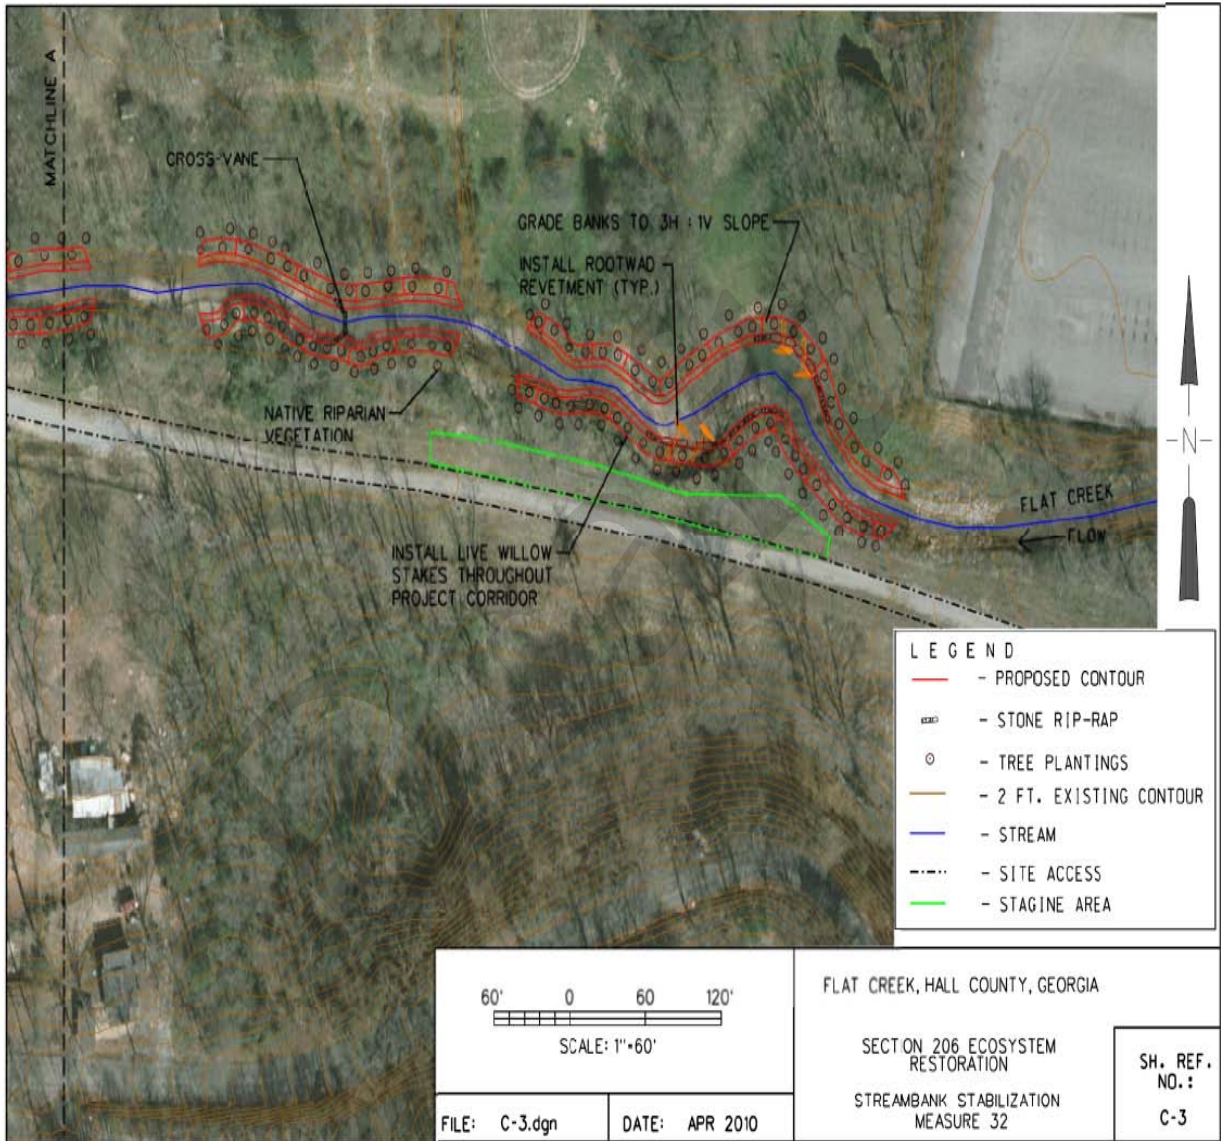 MATCHLINE A
CROSS-VANE
GRADE BANKS TO 3H : 1V SLOPE
INSTALL ROOTWAD
REVETMENT (TYP.)
NATIVE RIPARIAN
VEGETATION
-N-
FLAT CREEK
FLOW
INSTALL LIVE WILLOW
STAKES THROUGHOUT
PROJECT CORRIDOR
LEGEND
- PROPOSED CONTOUR
- STONE RIP-RAP
- TREE PLANTINGS
- 2 FT. EXISTING CONTOUR
- STREAM
- SITE ACCESS
- STAGINE AREA
60' 0 60 120'
SCALE: 1"=60'
FLAT CREEK, HALL COUNTY, GEORGIA
SECTION 206 ECOSYSTEM
RESTORATION
STREAMBANK STABILIZATION
MEASURE 32
SH. REF.
NO.:
C-3
FILE: C-3.dgn
DATE: APR 2010